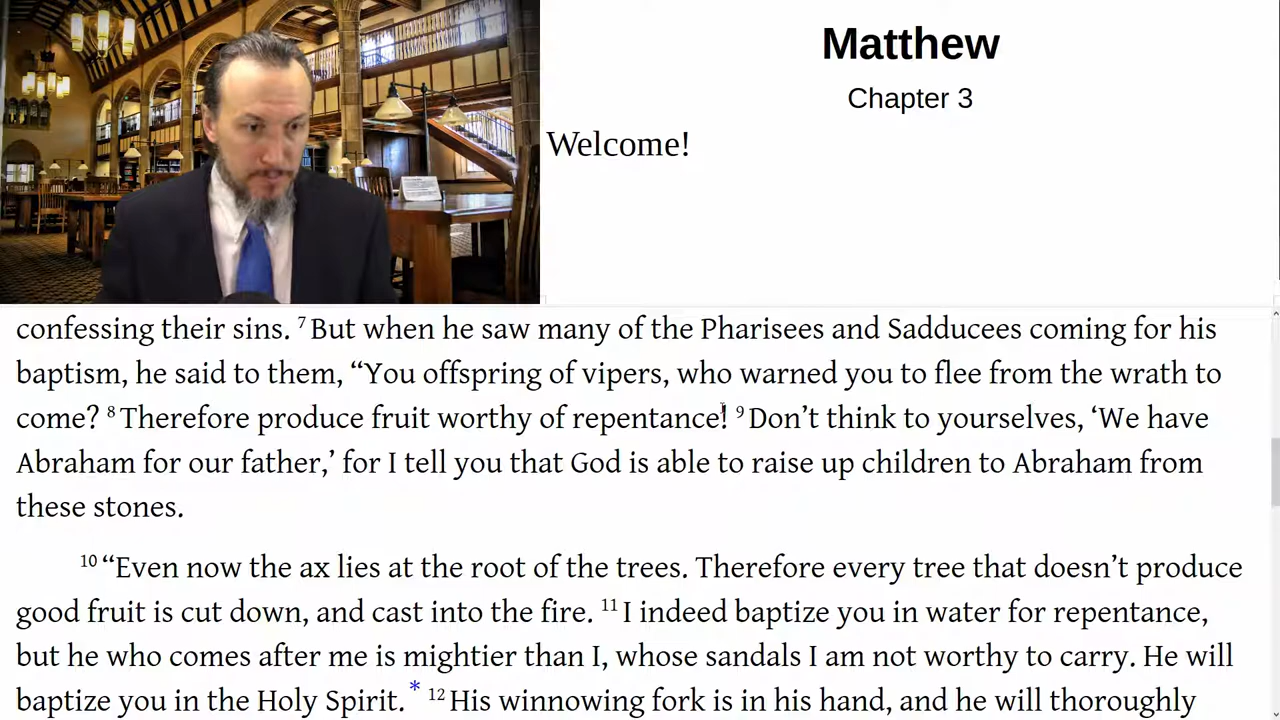 Matthew
Chapter 3
Welcome!
confessing their sins. 7 But when he saw many of the Pharisees and Sadducees coming for his
baptism, he said to them, “You offspring of vipers, who warned you to flee from the wrath to
come? 8 Therefore produce fruit worthy of repentance! 9 Don’t think to yourselves, ‘We have
Abraham for our father,’ for I tell you that God is able to raise up children to Abraham from
these stones.
10 “Even now the ax lies at the root of the trees. Therefore every tree that doesn’t produce
good fruit is cut down, and cast into the fire. 11 I indeed baptize you in water for repentance,
but he who comes after me is mightier than I, whose sandals I am not worthy to carry. He will
baptize you in the Holy Spirit.* 12 His winnowing fork is in his hand, and he will thoroughly